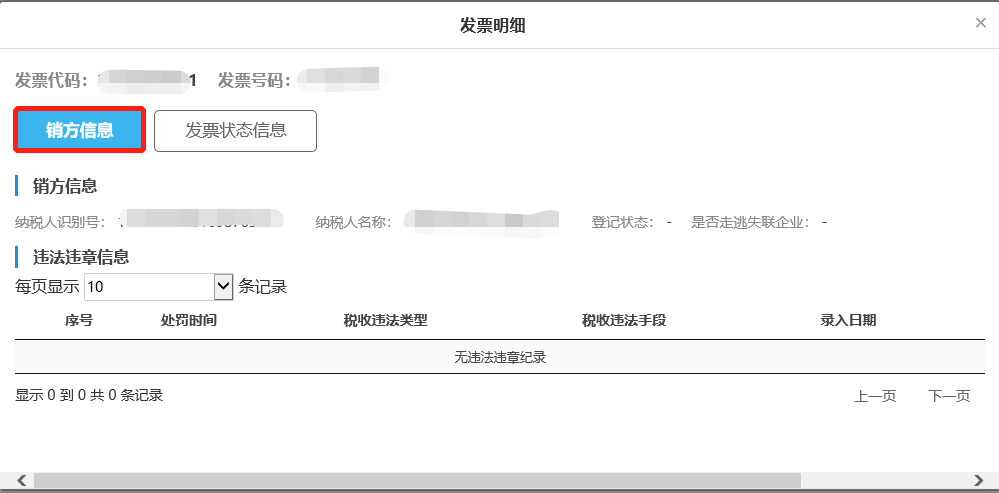 发票明细
发票代码： 1 发票号码：
销方信息 发票状态信息
销方信息
纳税人识别号： 纳税人名称： 登记状态： - 是否走逃失联企业： -
违法违章信息
每页显示 10 条记录
序号 处罚时间 税收违法类型 税收违法手段 录入日期
无违法违章纪录
显示 0 到 0 共 0 条记录 上一页 下一页